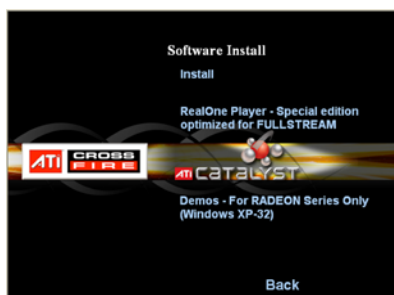 Software Install
Install
RealOne Player - Special edition
optimized for FULLSTREAM
ATI CROSS
FIRE
ATI CATALYST
Demos - For RADEON Series Only
(Windows XP-32)
Back